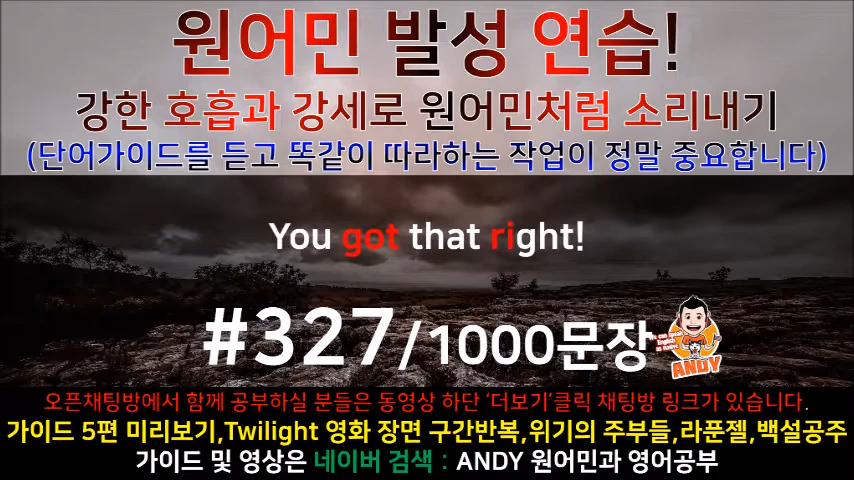 원어민 발성 연습!
강한 호흡과 강세로 원어민처럼 소리내기
(단어가이드를 듣고 똑같이 따라하는 작업이 정말 중요합니다)
You got that right!
#327/1000문장
ANDY
오픈채팅방에서 함께 공부하실 분들은 동영상 하단 '더보기'클릭 채팅방 링크가 있습니다.
가이드 5편 미리보기,Twilight 영화 장면 구간반복,위기의 주부들,라푼젤,백설공주
가이드 및 영상은 네이버 검색 : ANDY 원어민과 영어공부